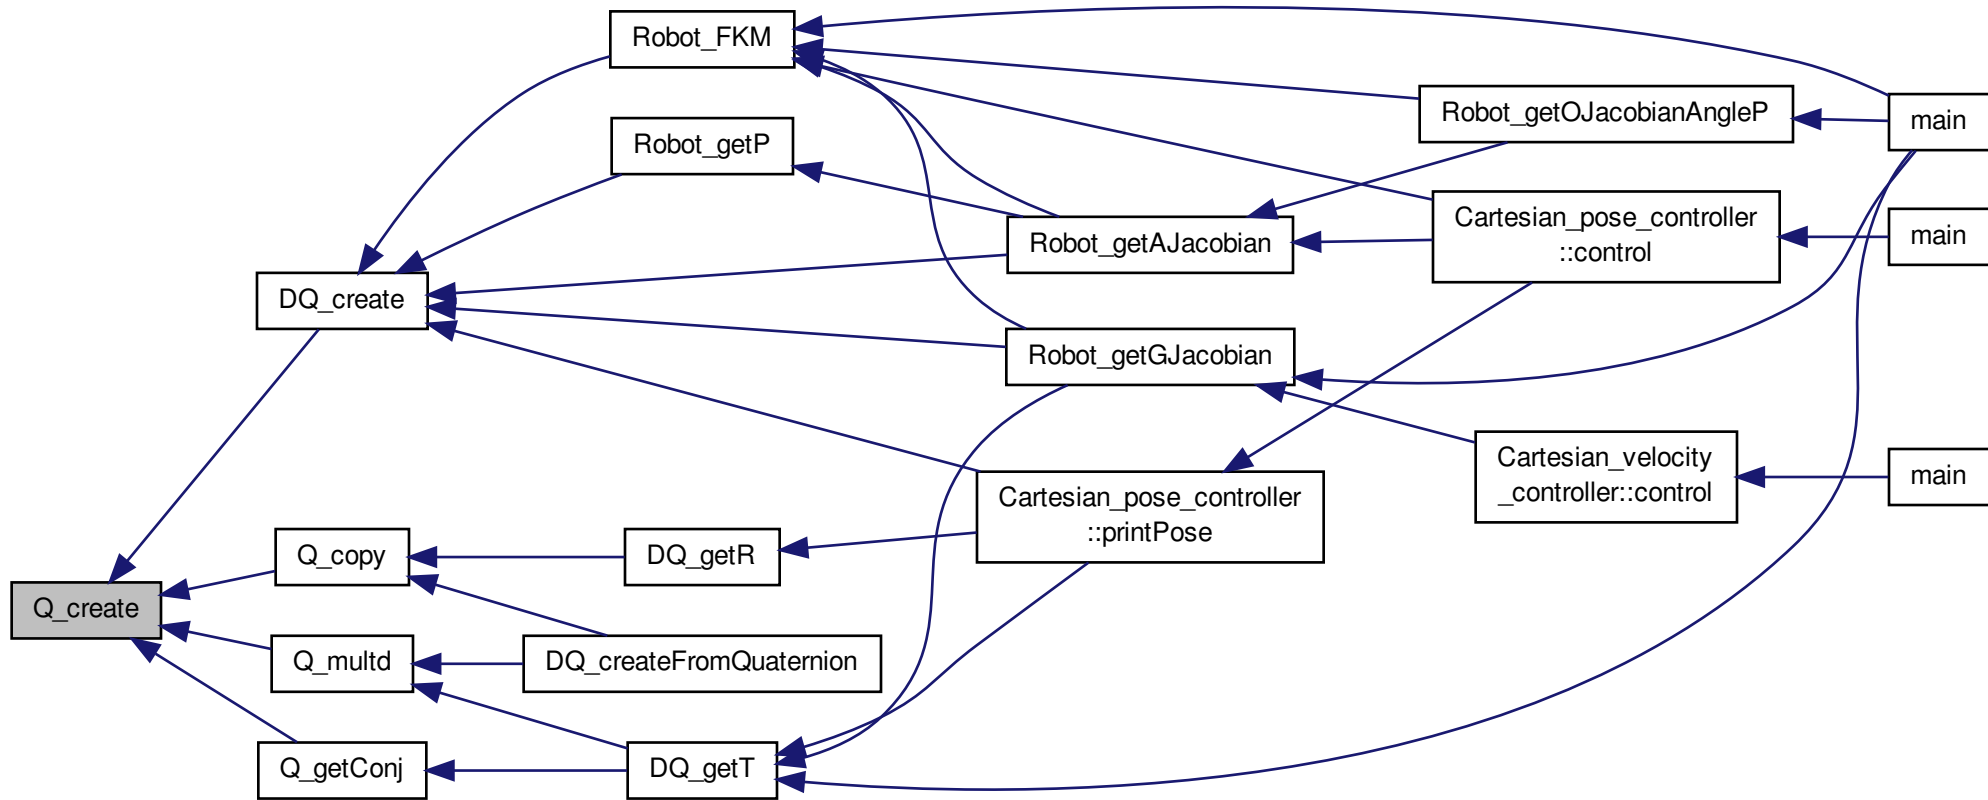 Robot_FKM
Robot_getOJacobianAngleP
main
Robot_getP
Cartesian_pose_controller
::control
main
Robot_getAJacobian
DQ_create
Robot_getGJacobian
Cartesian_velocity
_controller::control
main
Cartesian_pose_controller
::printPose
Q_copy
DQ_getR
Q_create
Q_multd
DQ_createFromQuaternion
Q_getConj
DQ_getT